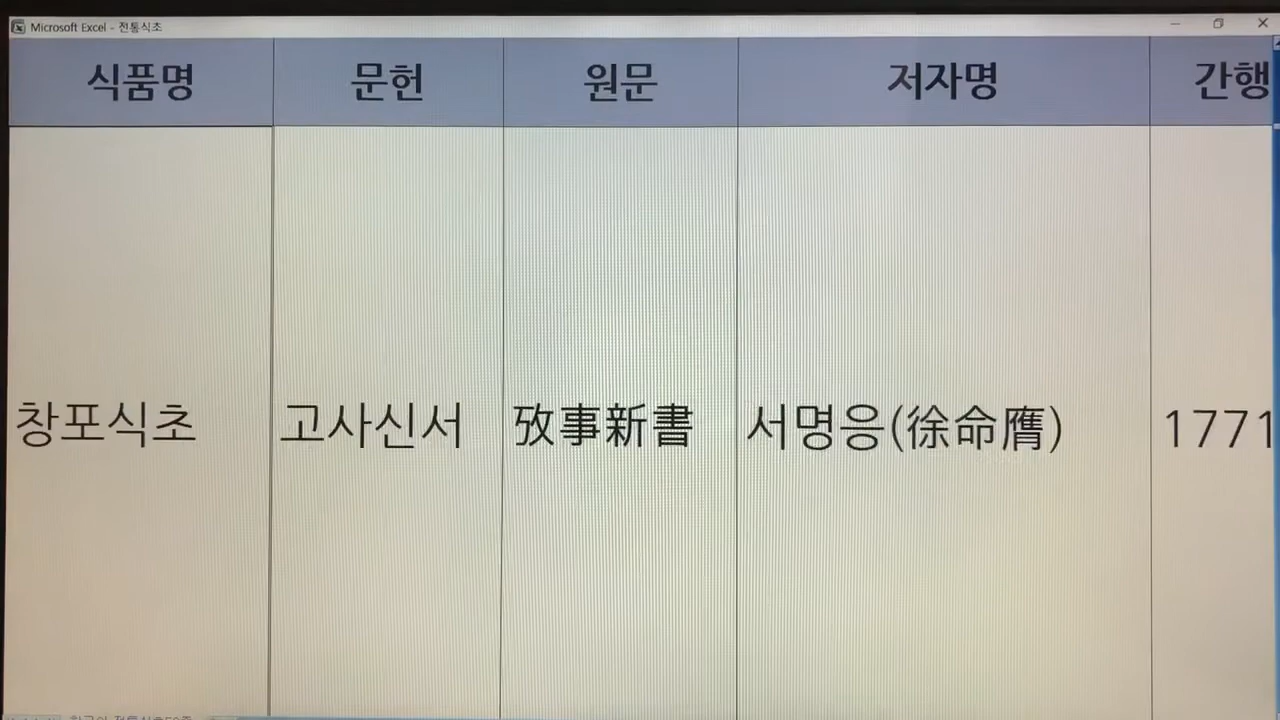 Microsoft Excel - 전통식초
식품명 문헌 원문 저자명 간행
창포식초 고사신서 攷事新書 서명응(徐命膺) 1771